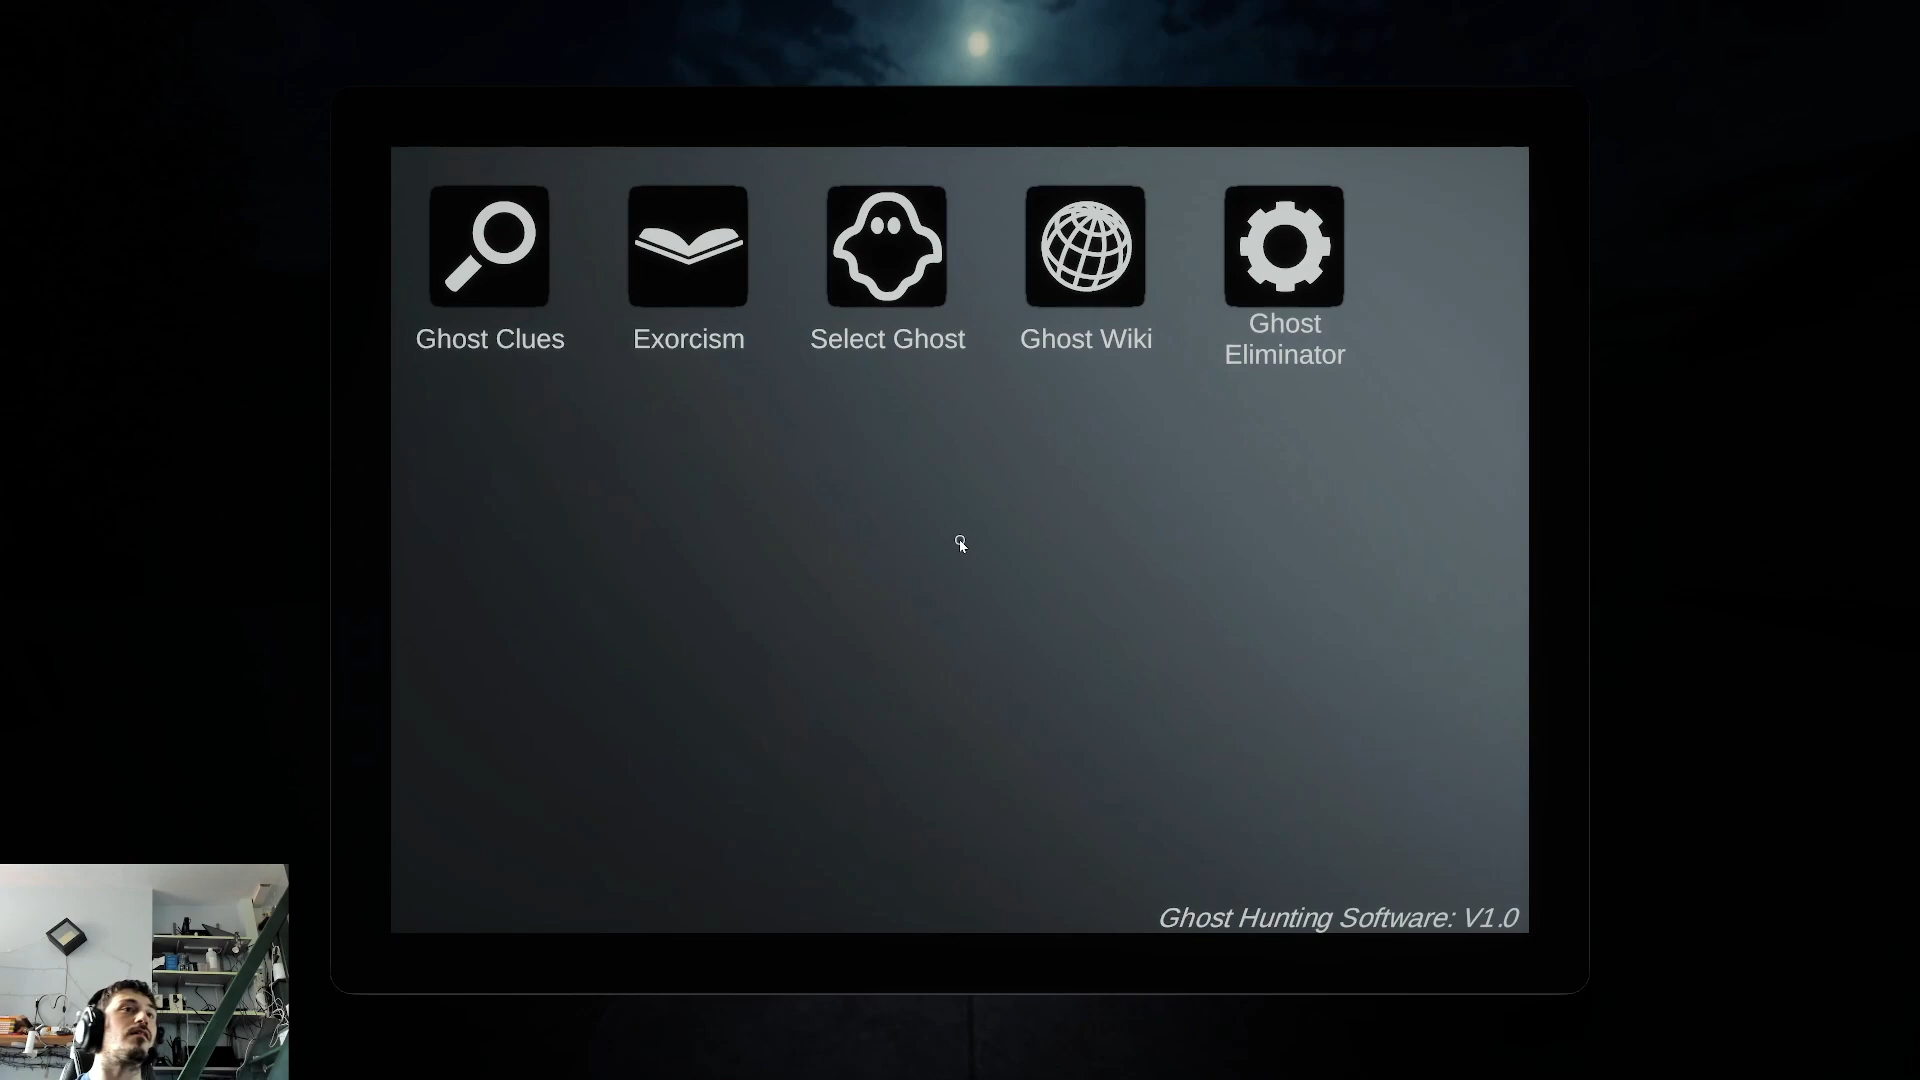 Ghost Clues
Exorcism
Select Ghost
Ghost Wiki
Ghost
Eliminator
Ghost Hunting Software: V1.0